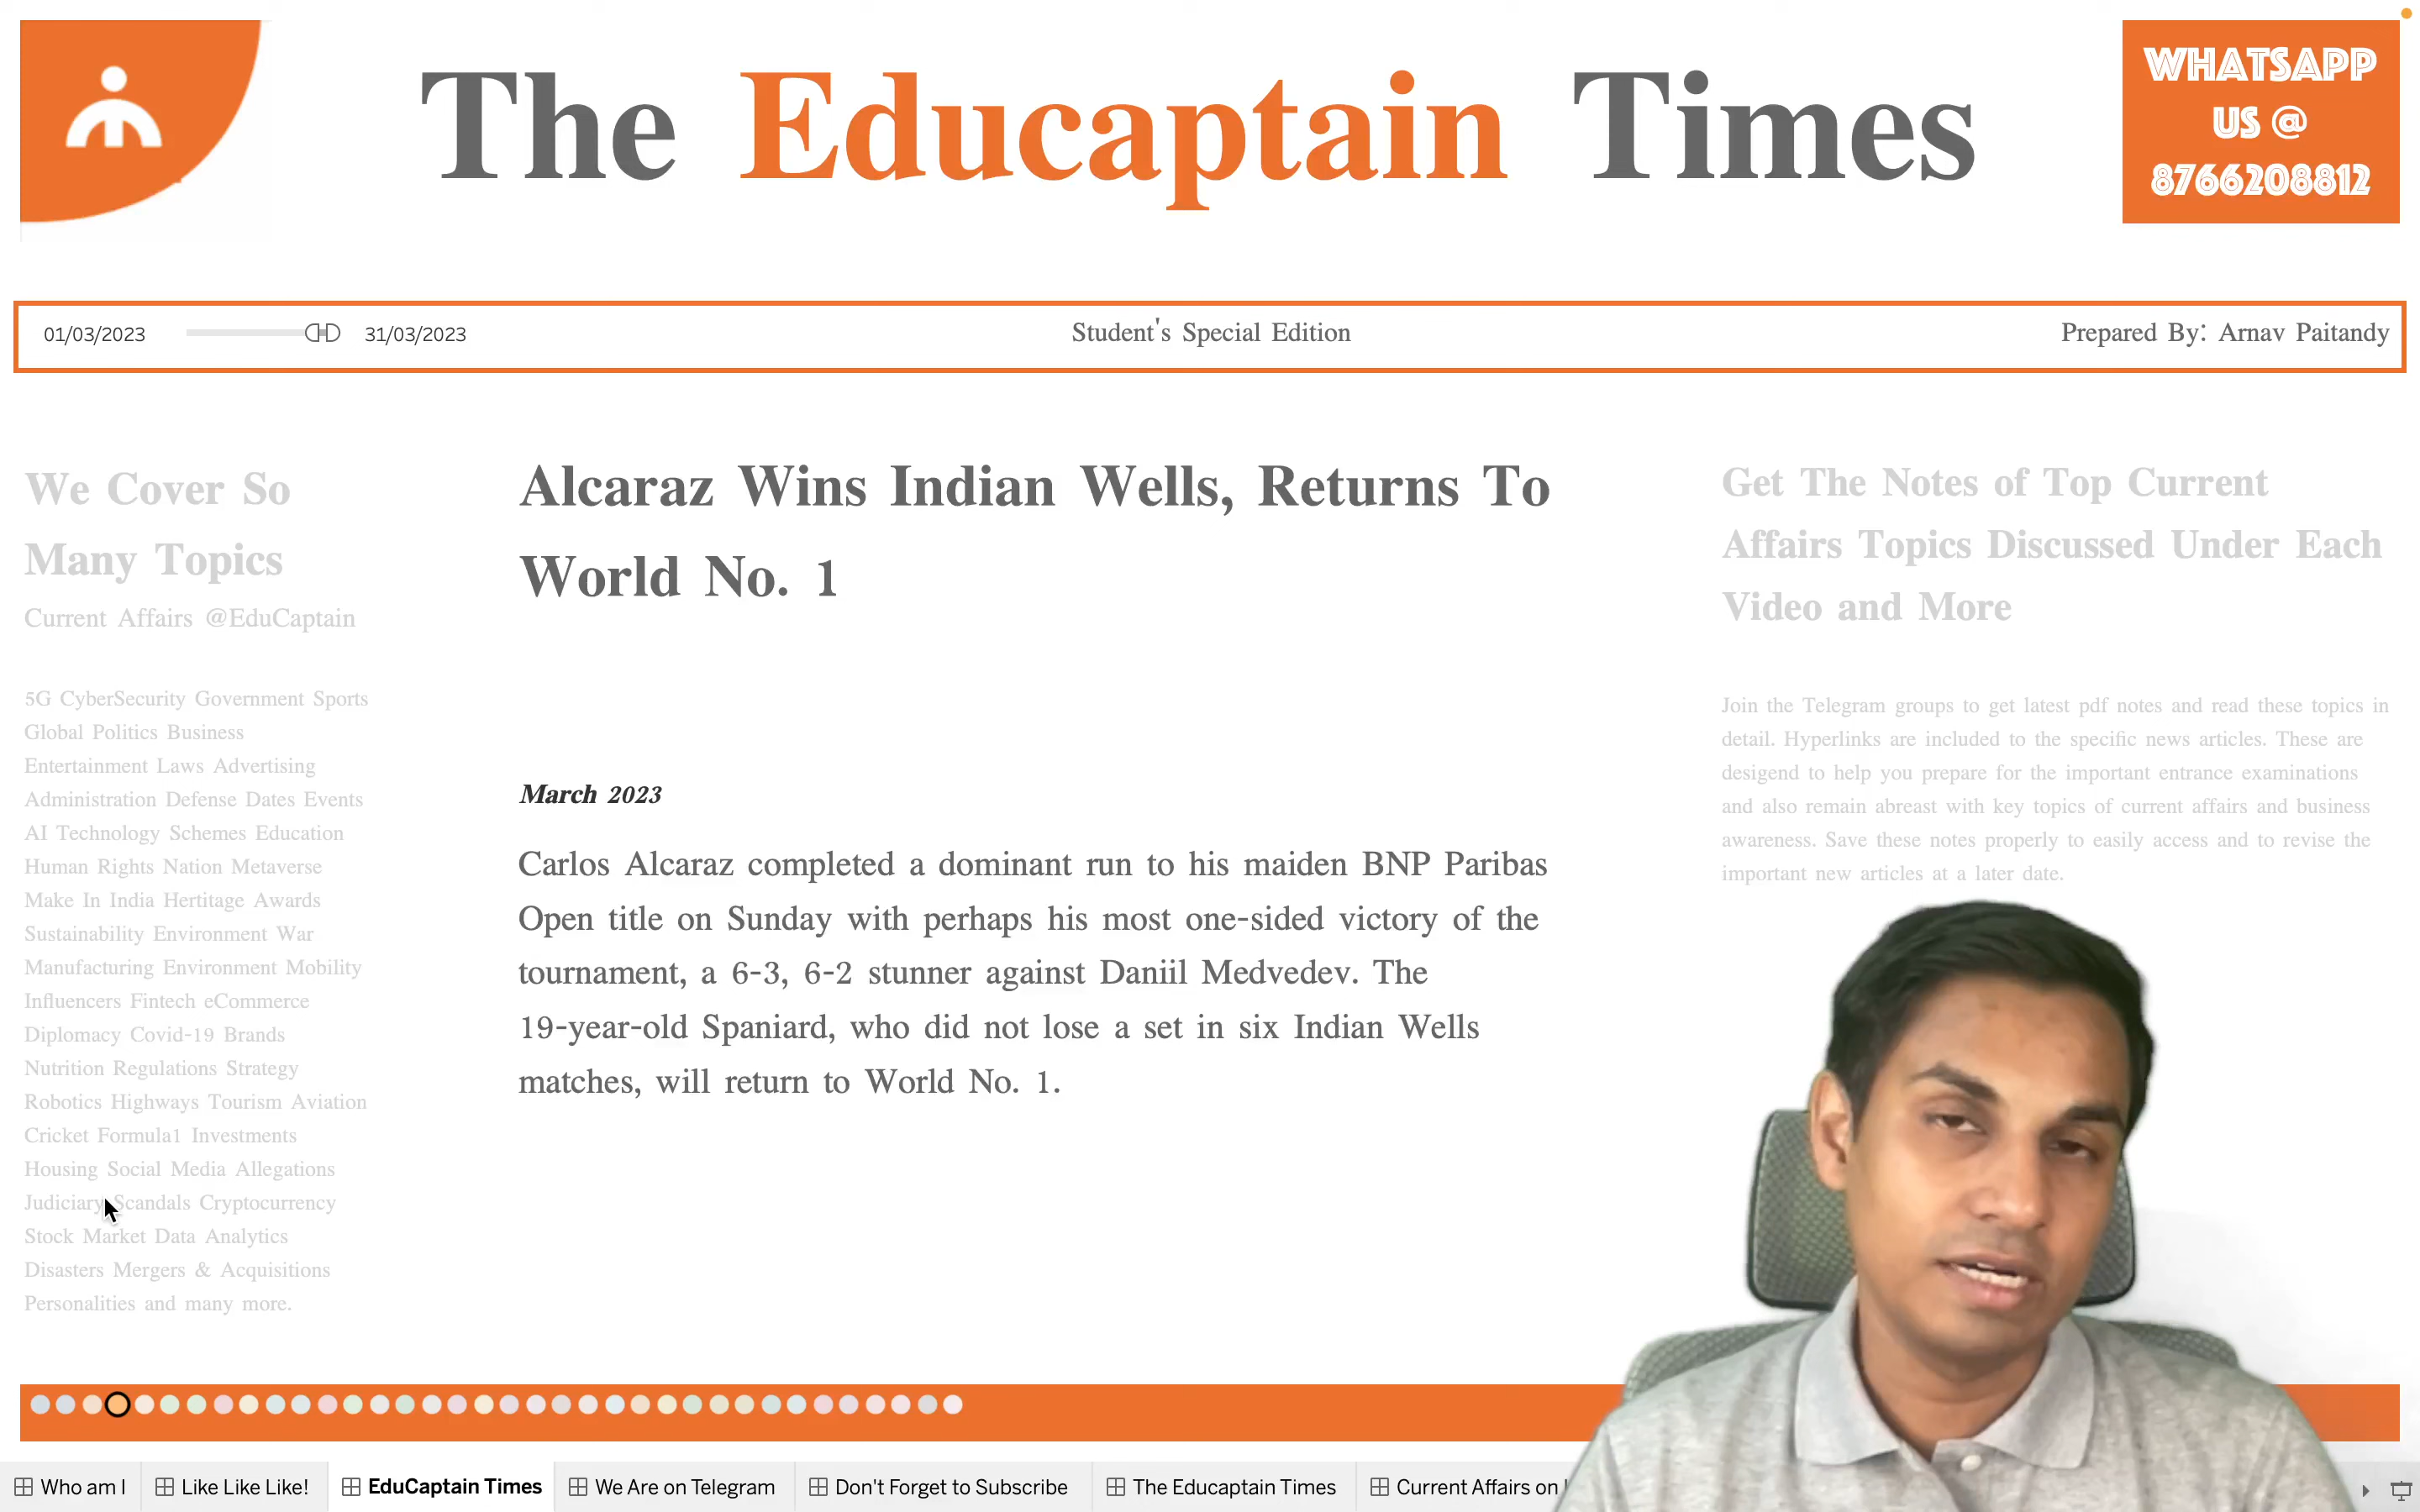 The Educaptain Times
WHATSAPP
US @
8766208812
01/03/2023
31/03/2023
Student's Special Edition
Prepared By: Arnav Paitandy
We Cover So
Many Topics
Current Affairs @EduCaptain
5G CyberSecurity Government Sports
Global Politics Business
Entertainment Laws Advertising
Administration Defense Dates Events
AI Technology Schemes Education
Human Rights Nation Metaverse
Make In India Hertitage Awards
Sustainability Environment War
Manufacturing Environment Mobility
Influencers Fintech eCommerce
Diplomacy Covid-19 Brands
Nutrition Regulations Strategy
Robotics Highways Tourism Aviation
Cricket Formula1 Investments
Housing Social Media Allegations
Judiciary Scandals Cryptocurrency
Stock Market Data Analytics
Disasters Mergers & Acquisitions
Personalities and many more.
Alcaraz Wins Indian Wells, Returns To
World No. 1
March 2023
Carlos Alcaraz completed a dominant run to his maiden BNP Paribas
Open title on Sunday with perhaps his most one-sided victory of the
tournament, a 6-3, 6-2 stunner against Daniil Medvedev. The
19-year-old Spaniard, who did not lose a set in six Indian Wells
matches, will return to World No. 1.
Get The Notes of Top Current
Affairs Topics Discussed Under Each
Video and More
Join the Telegram groups to get latest pdf notes and read these topics in
detail. Hyperlinks are included to the specific news articles. These are
desigend to help you prepare for the important entrance examinations
and also remain abreast with key topics of current affairs and business
awareness. Save these notes properly to easily access and to revise the
important new articles at a later date.
Who am I
Like Like Like!
EduCaptain Times
We Are on Telegram
Don't Forget to Subscribe
The Educaptain Times
Current Affairs on